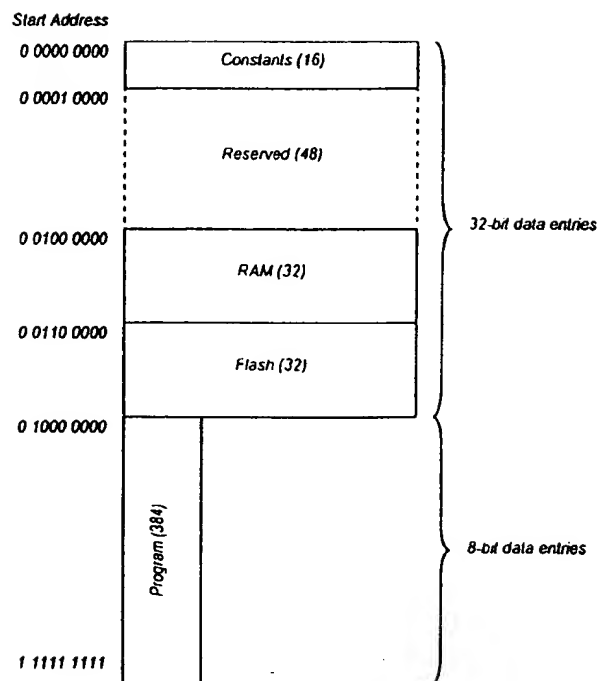 Start Address
0 0000 0000
Constants (16)
0 0001 0000
Reserved (48)
32-bit data entries
0 0100 0000
RAM (32)
0 0110 0000
Flash (32)
0 1000 0000
Program (384)
8-bit data entries
1 1111 1111